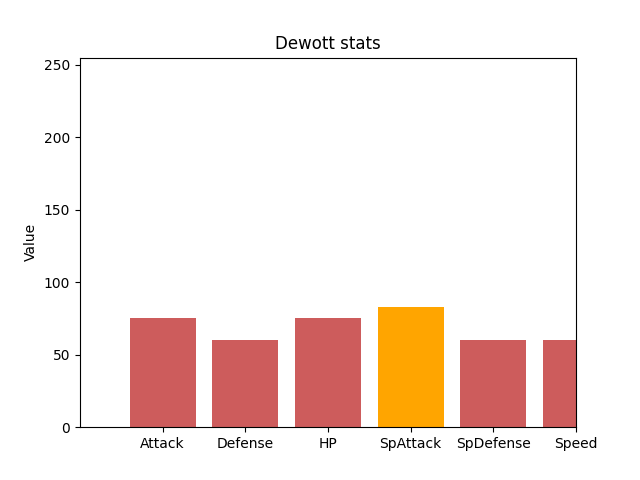 Dewott stats
Value
250
200
150
100
50
0
Attack
Defense
HP
SpAttack
SpDefense
Speed